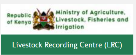 Republic of Kenya
Ministry of Agriculture, Livestock, Fisheries and Irrigation
Livestock Recording Centre (LRC)